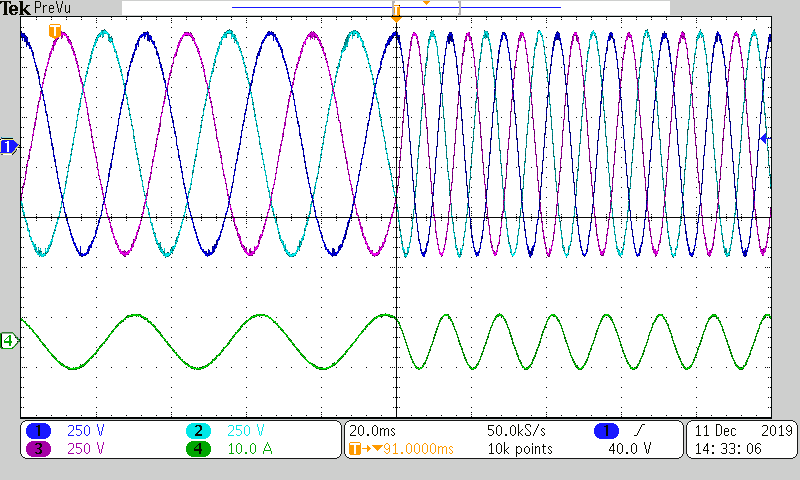 Tek PreVu
T
T
1
4
1 250 V 2 250 V 20.0ms 50.0kS/s 1 11 Dec 2019
3 250 V 4 10.0 A T→▼91.0000ms 10k points 40.0 V 14:33:06